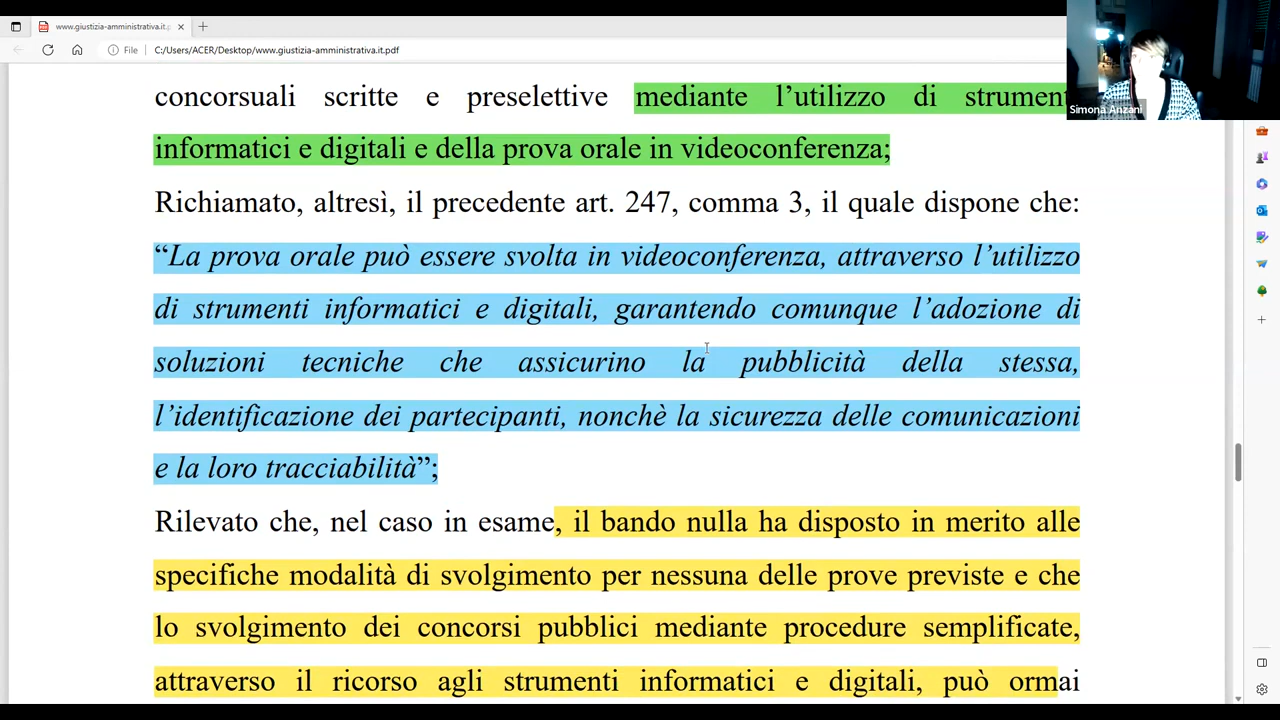 www.giustizia-amministrativa.it.p
File
C:/Users/ACER/Desktop/www.giustizia-amministrativa.it.pdf
Simona Anzani
concorsuali scritte e preselettive mediante l’utilizzo di strument
informatici e digitali e della prova orale in videoconferenza;
Richiamato, altresì, il precedente art. 247, comma 3, il quale dispone che:
“La prova orale può essere svolta in videoconferenza, attraverso l’utilizzo
di strumenti informatici e digitali, garantendo comunque l’adozione di
soluzioni tecniche che assicurino la pubblicità della stessa,
l’identificazione dei partecipanti, nonchè la sicurezza delle comunicazioni
e la loro tracciabilità”;
Rilevato che, nel caso in esame, il bando nulla ha disposto in merito alle
specifiche modalità di svolgimento per nessuna delle prove previste e che
lo svolgimento dei concorsi pubblici mediante procedure semplificate,
attraverso il ricorso agli strumenti informatici e digitali, può ormai